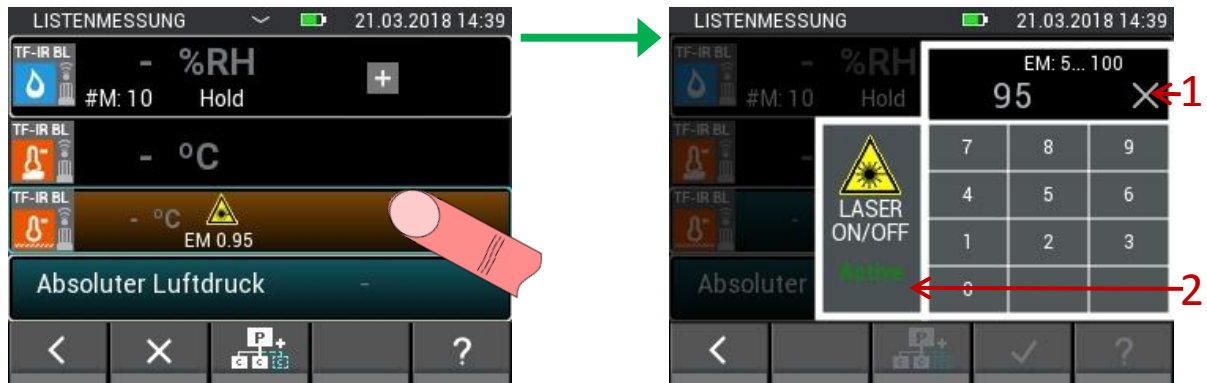 LISTENMESSUNG 21.03.2018 14:39
TF-IR BL
- %RH
#M: 10 Hold
+
TF-IR BL
- °C
TF-IR BL
- °C
EM 0.95
Absoluter Luftdruck -
P +
c c c
?
LISTENMESSUNG 21.03.2018 14:39
TF-IR BL
- %RH
#M: 10 Hold
EM: 5... 100
95
1
TF-IR BL
-
TF-IR BL
-
LASER
ON/OFF
Active
7 8 9
4 5 6
1 2 3
0
2
Absoluter
P +
c c
?